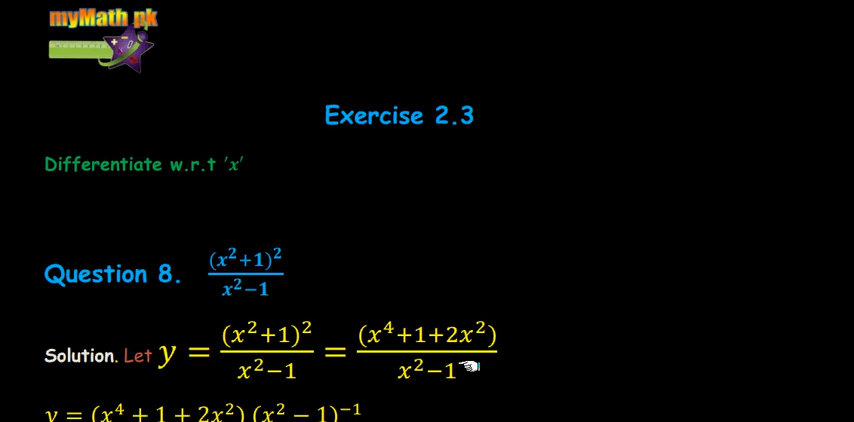 myMath.pk
Exercise 2.3
Differentiate w.r.t 'x'
Question 8. (x²+1)²/x²−1
Solution. Let y = (x²+1)²/x²−1 = (x⁴+1+2x²)/x²−1
y = (x⁴ + 1 + 2x²) (x² − 1)⁻¹